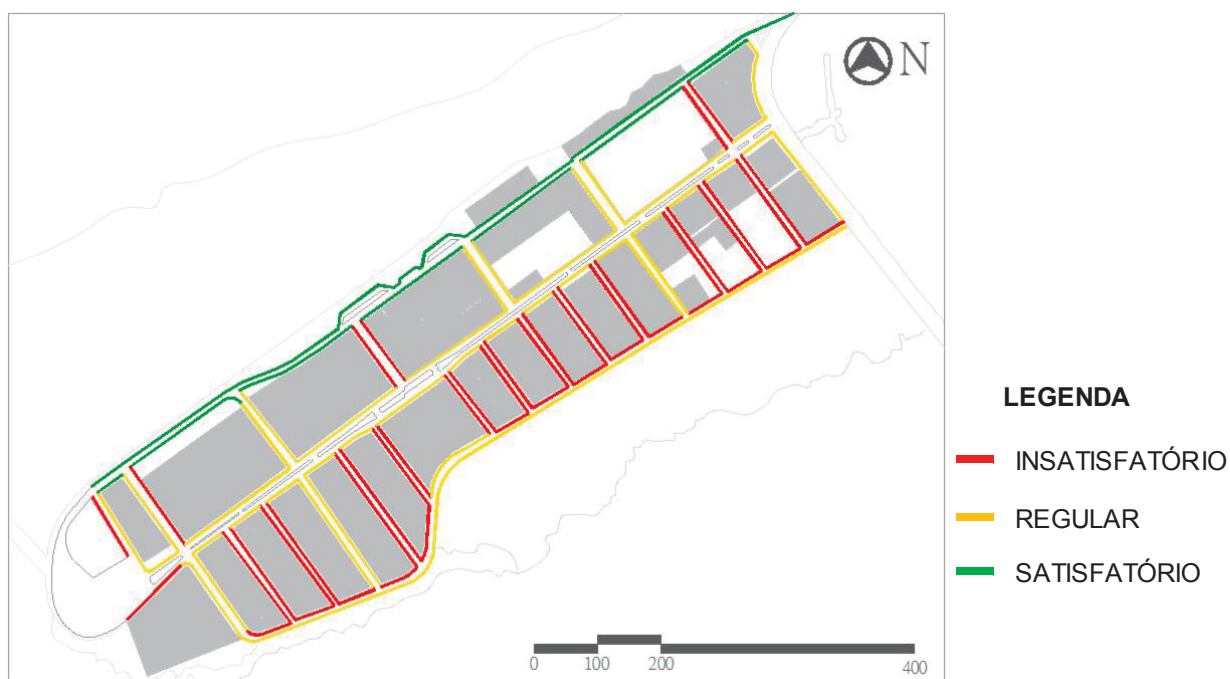 N
LEGENDA
INSATISFATÓRIO
REGULAR
SATISFATÓRIO
0 100 200 400